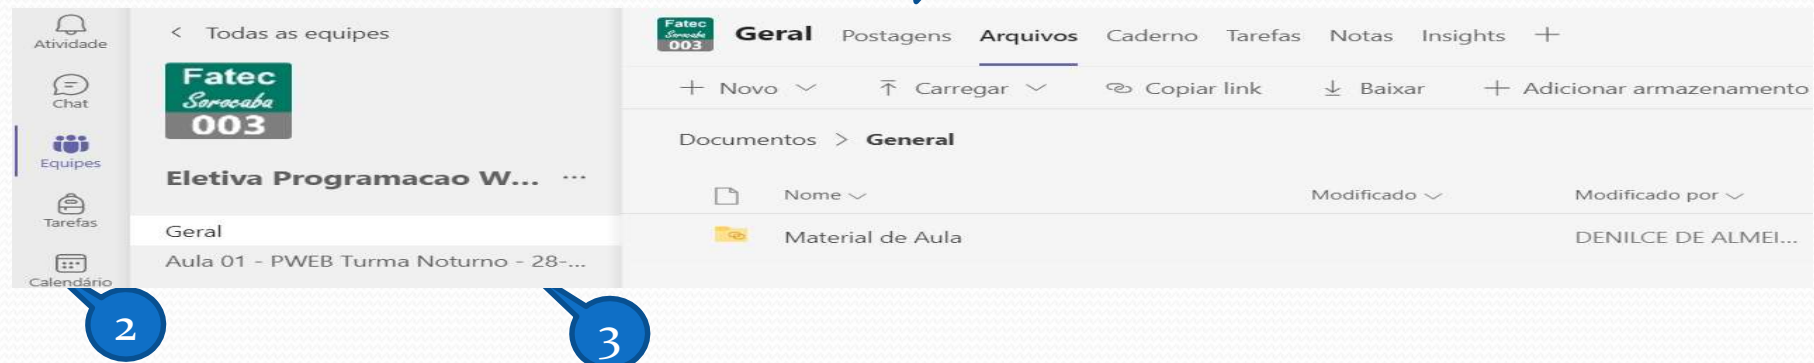 Atividade
Chat
Equipes
Tarefas
Calendário
< Todas as equipes
Fatec
Sorocaba
003
Eletiva Programacao W... ...
Geral
Aula 01 - PWEB Turma Noturno - 28-...
Fatec
Sorocaba
003
Geral Postagens Arquivos Caderno Tarefas Notas Insights +
+ Novo Carregar Copiar link Baixar + Adicionar armazenamento
Documentos > General
Nome Modificado Modificado por
Material de Aula DENILCE DE ALMEI...
2
3